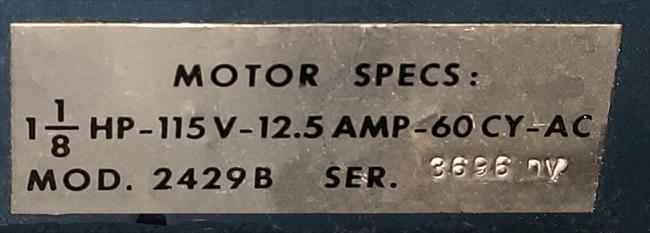 MOTOR SPECS:
1 1/8 HP-115 V-12.5 AMP-60 CY-AC
MOD. 2429B SER. 3696